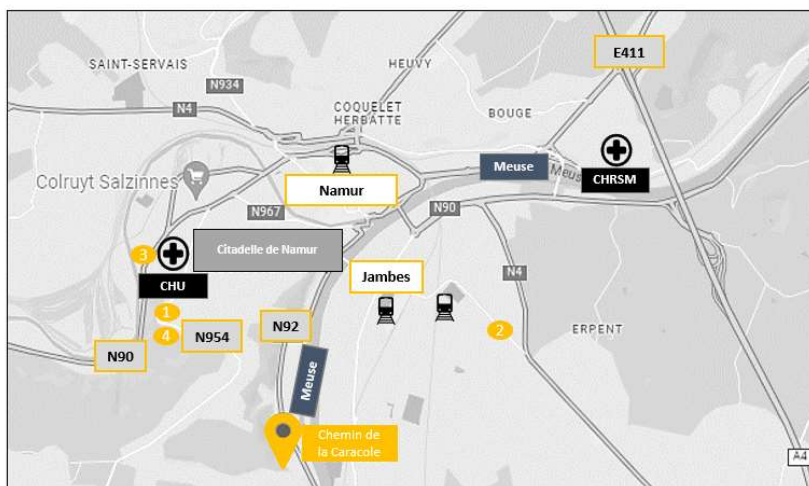 E411
SAINT-SERVAIS
HEUVY
N934
N4
COQUELET
HERBATTE
BOUGE
Meuse
Meuse
CHRSM
Colruyt Salzinnes
Namur
N967
N90
Citadelle de Namur
3
CHU
Jambes
N4
1
4
N954
N92
2
ERPENT
N90
Meuse
Chemin de
la Caracole
A4